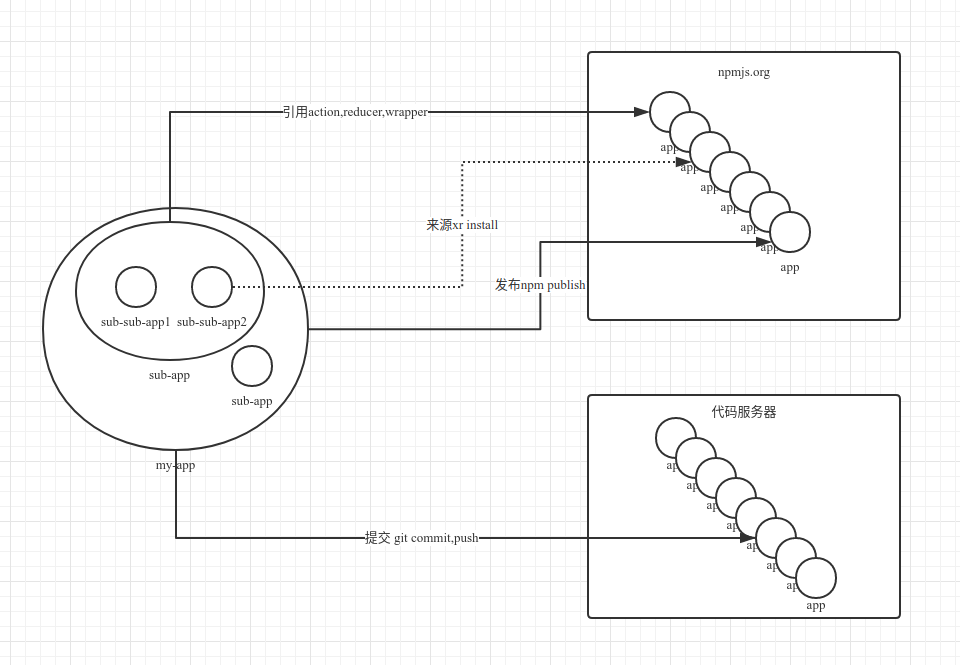 npmjs.org
引用action,reducer,wrapper
app
app
app
app
app
app
app
来源xr install
发布npm publish
sub-sub-app1
sub-sub-app2
sub-app
sub-app
my-app
代码服务器
app
app
app
app
app
app
app
app
提交 git commit,push